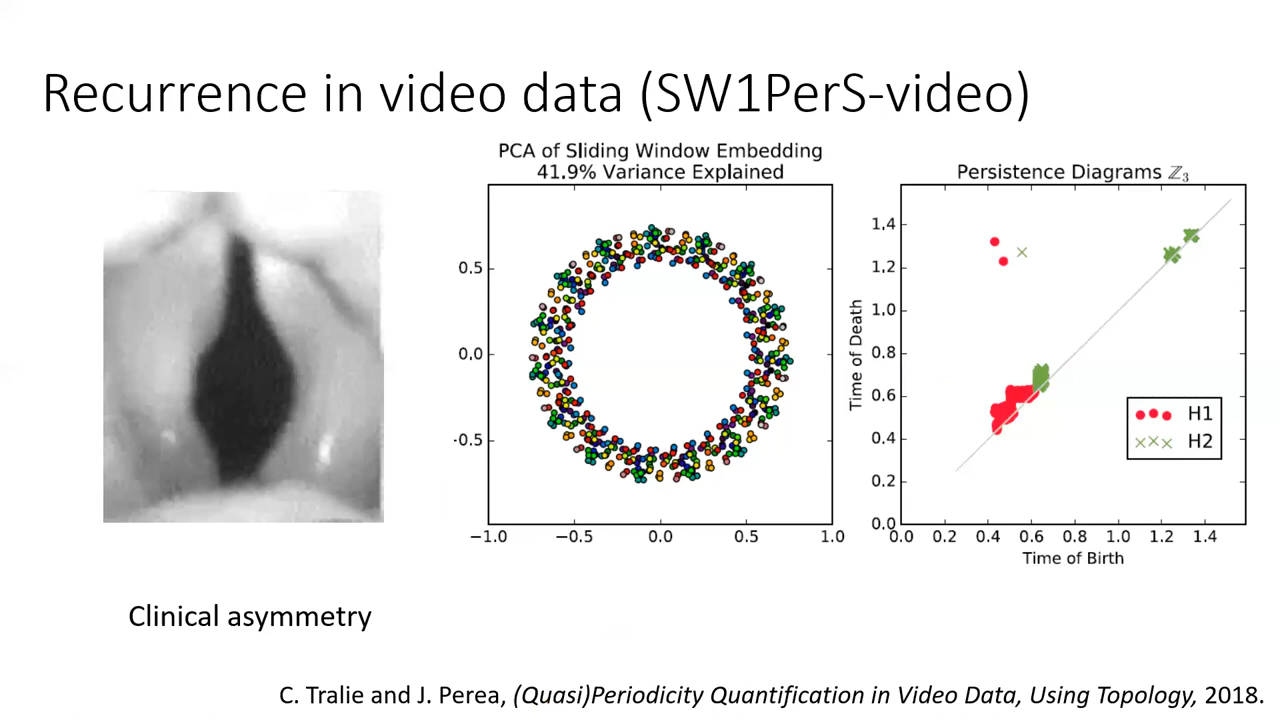 Recurrence in video data (SW1PerS-video)
PCA of Sliding Window Embedding
41.9% Variance Explained
0.5
0.0
-0.5
−1.0 −0.5 0.0 0.5 1.0
Persistence Diagrams ℤ3
Time of Death
1.4
1.2
1.0
0.8
0.6
0.4
0.2
0.0
0.0 0.2 0.4 0.6 0.8 1.0 1.2 1.4
Time of Birth
H1
H2
Clinical asymmetry
C. Tralie and J. Perea, (Quasi)Periodicity Quantification in Video Data, Using Topology, 2018.